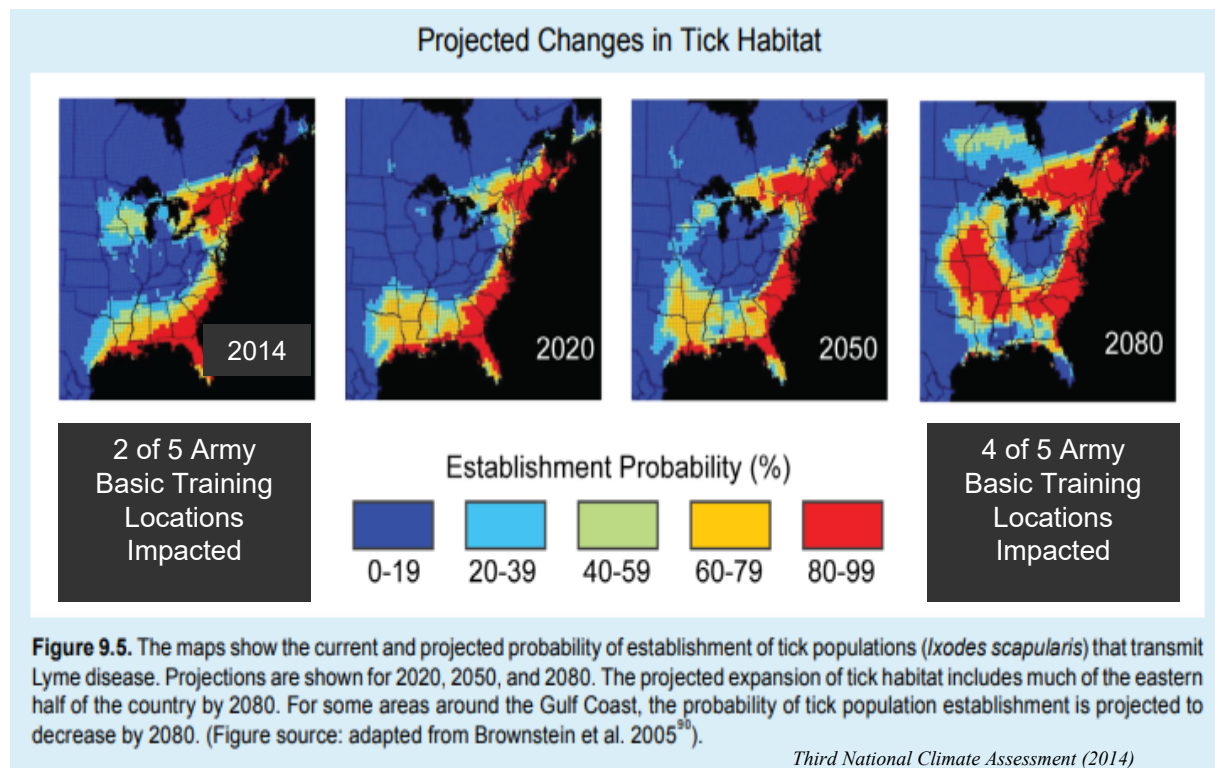 Projected Changes in Tick Habitat
2014
2020
2050
2080
2 of 5 Army
Basic Training
Locations
Impacted
Establishment Probability (%)
0-19
20-39
40-59
60-79
80-99
4 of 5 Army
Basic Training
Locations
Impacted
Figure 9.5. The maps show the current and projected probability of establishment of tick populations (Ixodes scapularis) that transmit
Lyme disease. Projections are shown for 2020, 2050, and 2080. The projected expansion of tick habitat includes much of the eastern
half of the country by 2080. For some areas around the Gulf Coast, the probability of tick population establishment is projected to
decrease by 2080. (Figure source: adapted from Brownstein et al. 2005⁹⁰).
Third National Climate Assessment (2014)